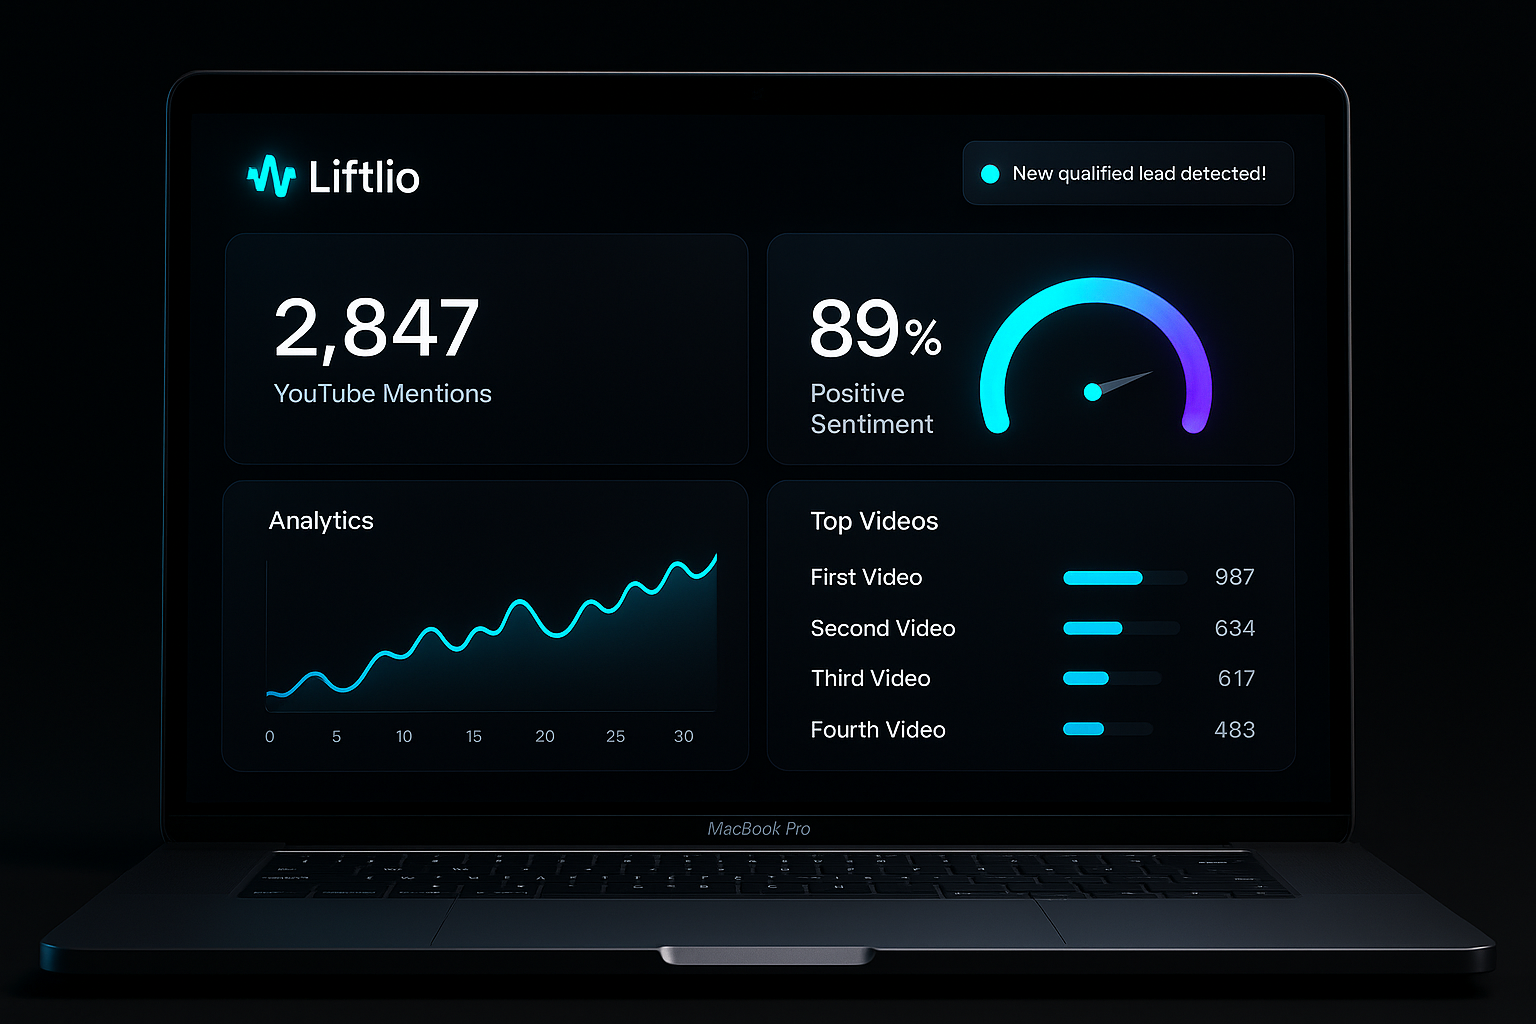 Liftlio
New qualified lead detected!
2,847
YouTube Mentions
89%
Positive
Sentiment
Analytics
0 5 10 15 20 25 30
Top Videos
First Video 987
Second Video 634
Third Video 617
Fourth Video 483
MacBook Pro